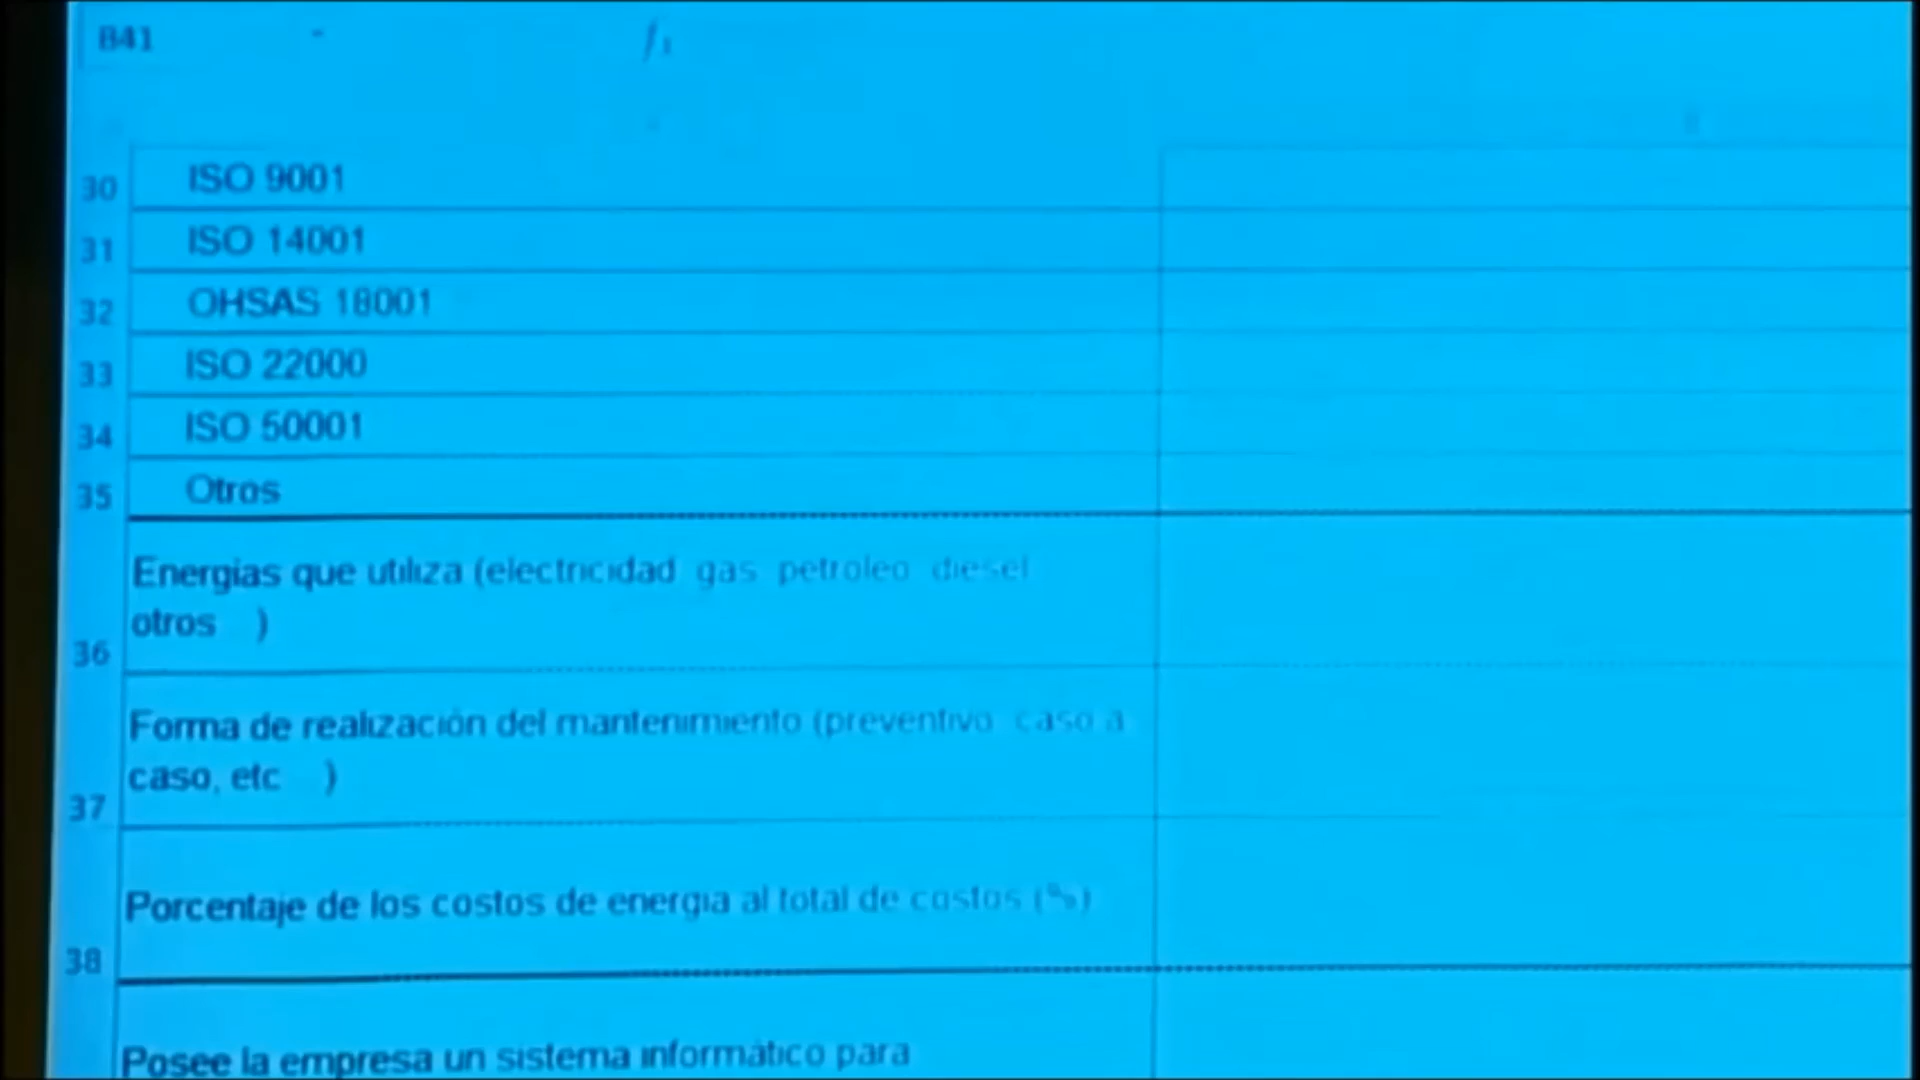 B41
fx
30 ISO 9001
31 ISO 14001
32 OHSAS 18001
33 ISO 22000
34 ISO 50001
35 Otros
Energias que utiliza (electricidad gas petroleo diesel
otros )
36
Forma de realización del mantenimiento (preventivo caso a
caso, etc )
37
Porcentaje de los costos de energia al total de costos (%)
38
Posee la empresa un sistema informático para